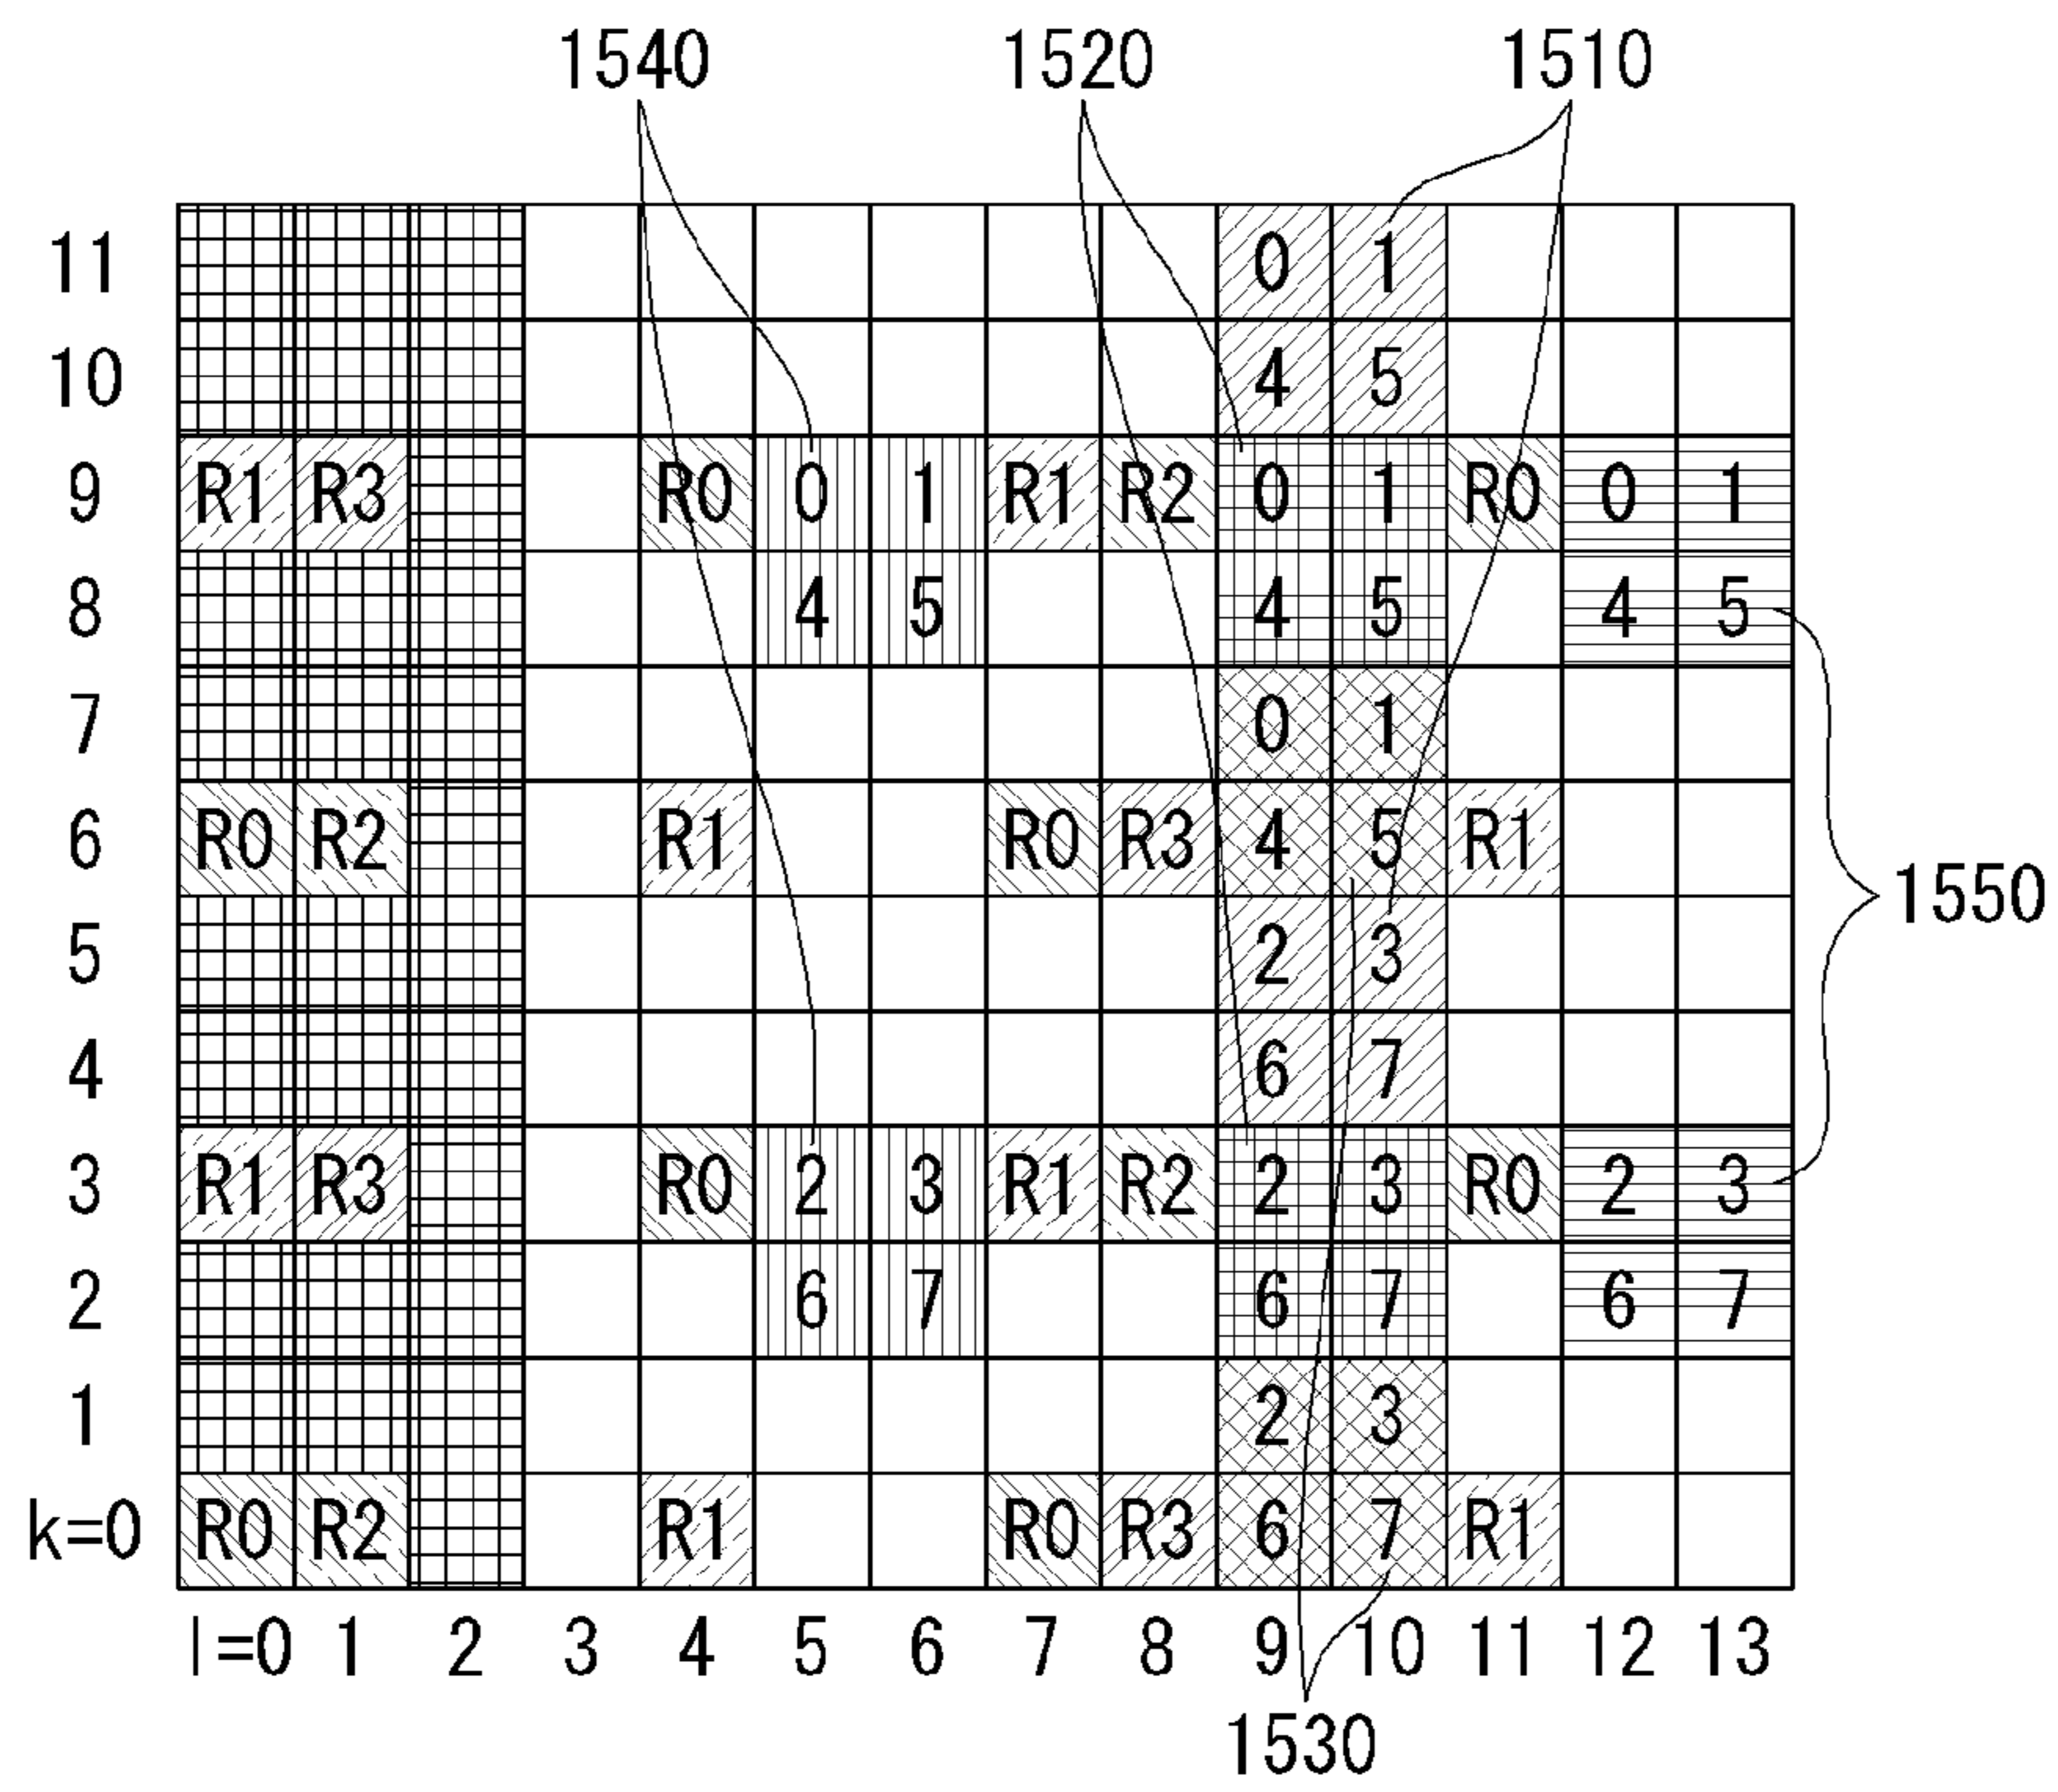 1540 1520 1510
11 0 1
10 4 5
9 R1 R3 R0 0 1 R1 R2 0 1 R0 0 1
8 4 5 4 5 4 5
7 0 1
6 R0 R2 R1 R0 R3 4 5 R1
1550
5 2 3
4 6 7
3 R1 R3 R0 2 3 R1 R2 2 3 R0 2 3
2 6 7 6 7 6 7
1 2 3
k=0 R0 R2 R1 R0 R3 6 7 R1
l=0 1 2 3 4 5 6 7 8 9 10 11 12 13
1530